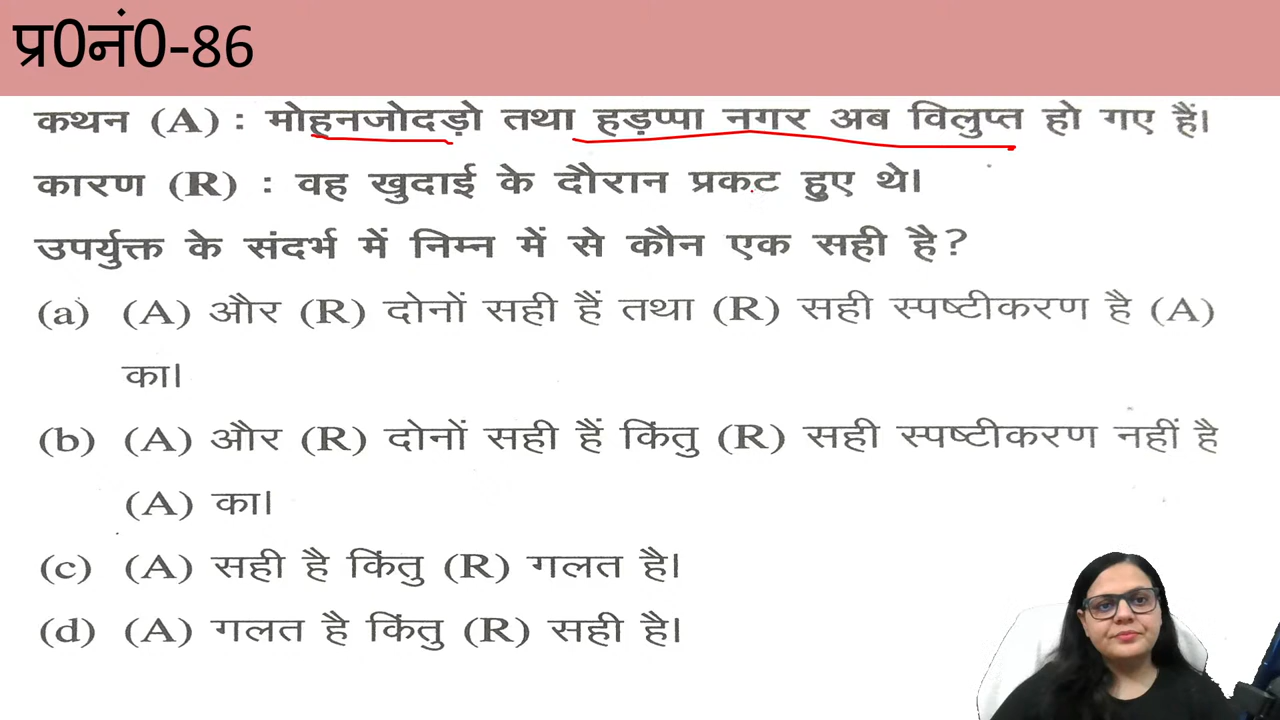 प्र0नं0-86
कथन (A) : मोहनजोदड़ो तथा हड़प्पा नगर अब विलुप्त हो गए हैं।
कारण (R) : वह खुदाई के दौरान प्रकट हुए थे।
उपर्युक्त के संदर्भ में निम्न में से कौन एक सही है?
(a) (A) और (R) दोनों सही हैं तथा (R) सही स्पष्टीकरण है (A)
का।
(b) (A) और (R) दोनों सही हैं किंतु (R) सही स्पष्टीकरण नहीं है
(A) का।
(c) (A) सही है किंतु (R) गलत है।
(d) (A) गलत है किंतु (R) सही है।